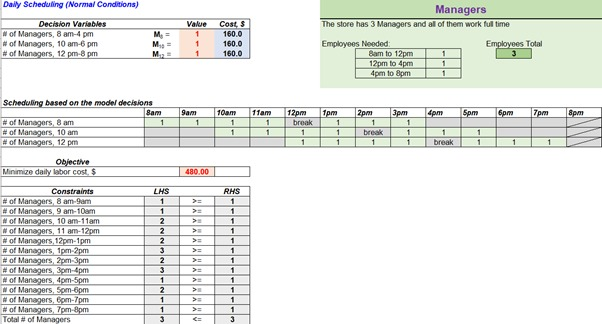 Daily Scheduling (Normal Conditions)
Managers
Decision Variables Value Cost, $
# of Managers, 8 am-4 pm M8 = 1 160.0
# of Managers, 10 am-6 pm M10 = 1 160.0
# of Managers, 12 pm-8 pm M12 = 1 160.0
The store has 3 Managers and all of them work full time
Employees Needed: Employees Total
8am to 12pm 1 3
12pm to 4pm 1
4pm to 8pm 1
Scheduling based on the model decisions
8am 9am 10am 11am 12pm 1pm 2pm 3pm 4pm 5pm 6pm 7pm 8pm
# of Managers, 8 am 1 1 1 1 break 1 1 1
# of Managers, 10 am 1 1 1 1 break 1 1 1
# of Managers, 12 pm 1 1 1 1 break 1 1 1
Objective
Minimize daily labor cost, $ 480.00
Constraints LHS RHS
# of Managers, 8 am-9am 1 >= 1
# of Managers, 9 am-10am 1 >= 1
# of Managers, 10 am-11am 2 >= 1
# of Managers, 11 am-12pm 2 >= 1
# of Managers,12pm-1pm 2 >= 1
# of Managers, 1pm-2pm 3 >= 1
# of Managers, 2pm-3pm 2 >= 1
# of Managers, 3pm-4pm 3 >= 1
# of Managers, 4pm-5pm 1 >= 1
# of Managers, 5pm-6pm 2 >= 1
# of Managers, 6pm-7pm 1 >= 1
# of Managers, 7pm-8pm 1 >= 1
Total # of Managers 3 <= 3